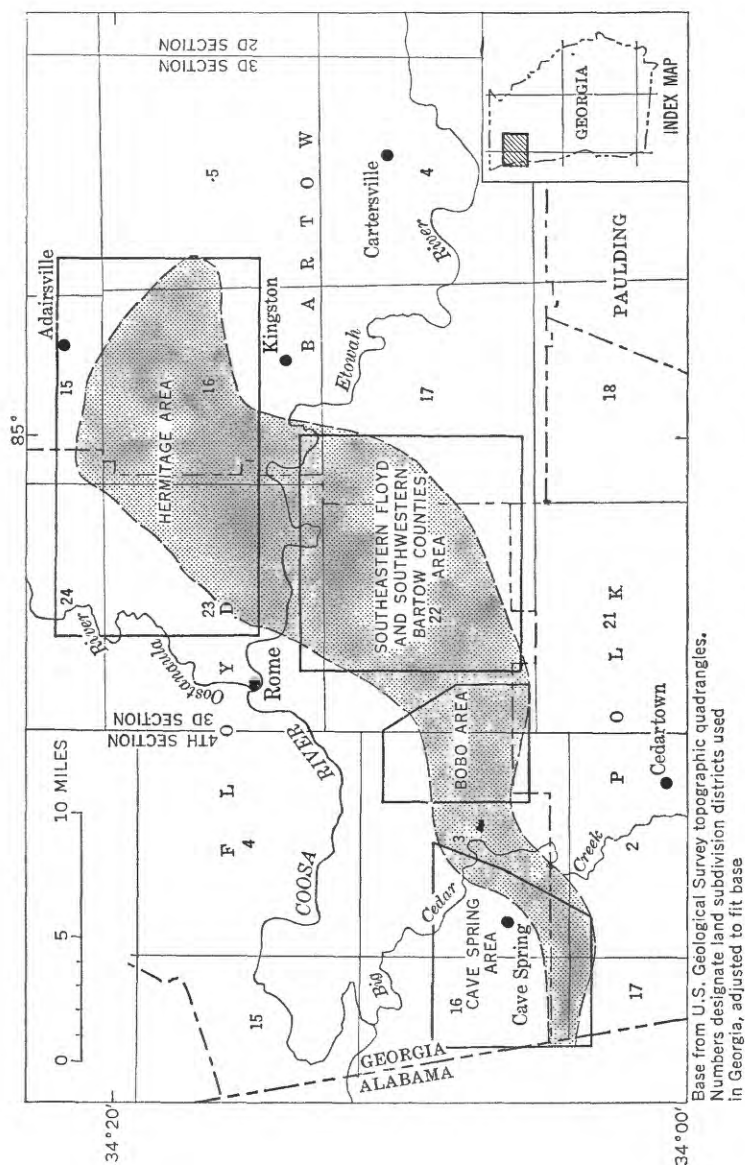 85°
34°20'
34°00'
0 5 10 MILES
Adairsville
15
24
HERMITAGE AREA
16
23
.5
3D SECTION
2D SECTION
4TH SECTION
3D SECTION
Oostanaula
River
Rome
Kingston
BARTOW
FLOYD
4
COOSA
RIVER
Etowah
River
Cartersville
4
17
SOUTHEASTERN FLOYD
AND SOUTHWESTERN
BARTOW COUNTIES
22 AREA
BOBO AREA
3
Big
Cedar
Creek
15
16
CAVE SPRING
AREA
Cave Spring
17
2
Cedartown
POLK
21
18
PAULDING
GEORGIA
ALABAMA
GEORGIA
INDEX MAP
Base from U.S. Geological Survey topographic quadrangles.
Numbers designate land subdivision districts used
in Georgia, adjusted to fit base